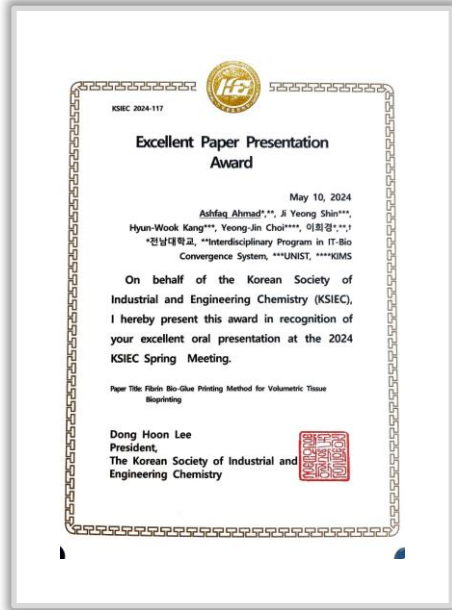 KSIEC 2024-117
Excellent Paper Presentation
Award
May 10, 2024
Ashfaq Ahmad*,**, Ji Yeong Shin***,
Hyun-Wook Kang***, Yeong-Jin Choi****, 이희경*,**,†
*전남대학교, **Interdisciplinary Program in IT-Bio
Convergence System, ***UNIST, ****KIMS
On behalf of the Korean Society of
Industrial and Engineering Chemistry (KSIEC),
I hereby present this award in recognition of
your excellent oral presentation at the 2024
KSIEC Spring Meeting.
Paper Title: Fibrin Bio-Glue Printing Method for Volumetric Tissue
Bioprinting
Dong Hoon Lee
President,
The Korean Society of Industrial and
Engineering Chemistry